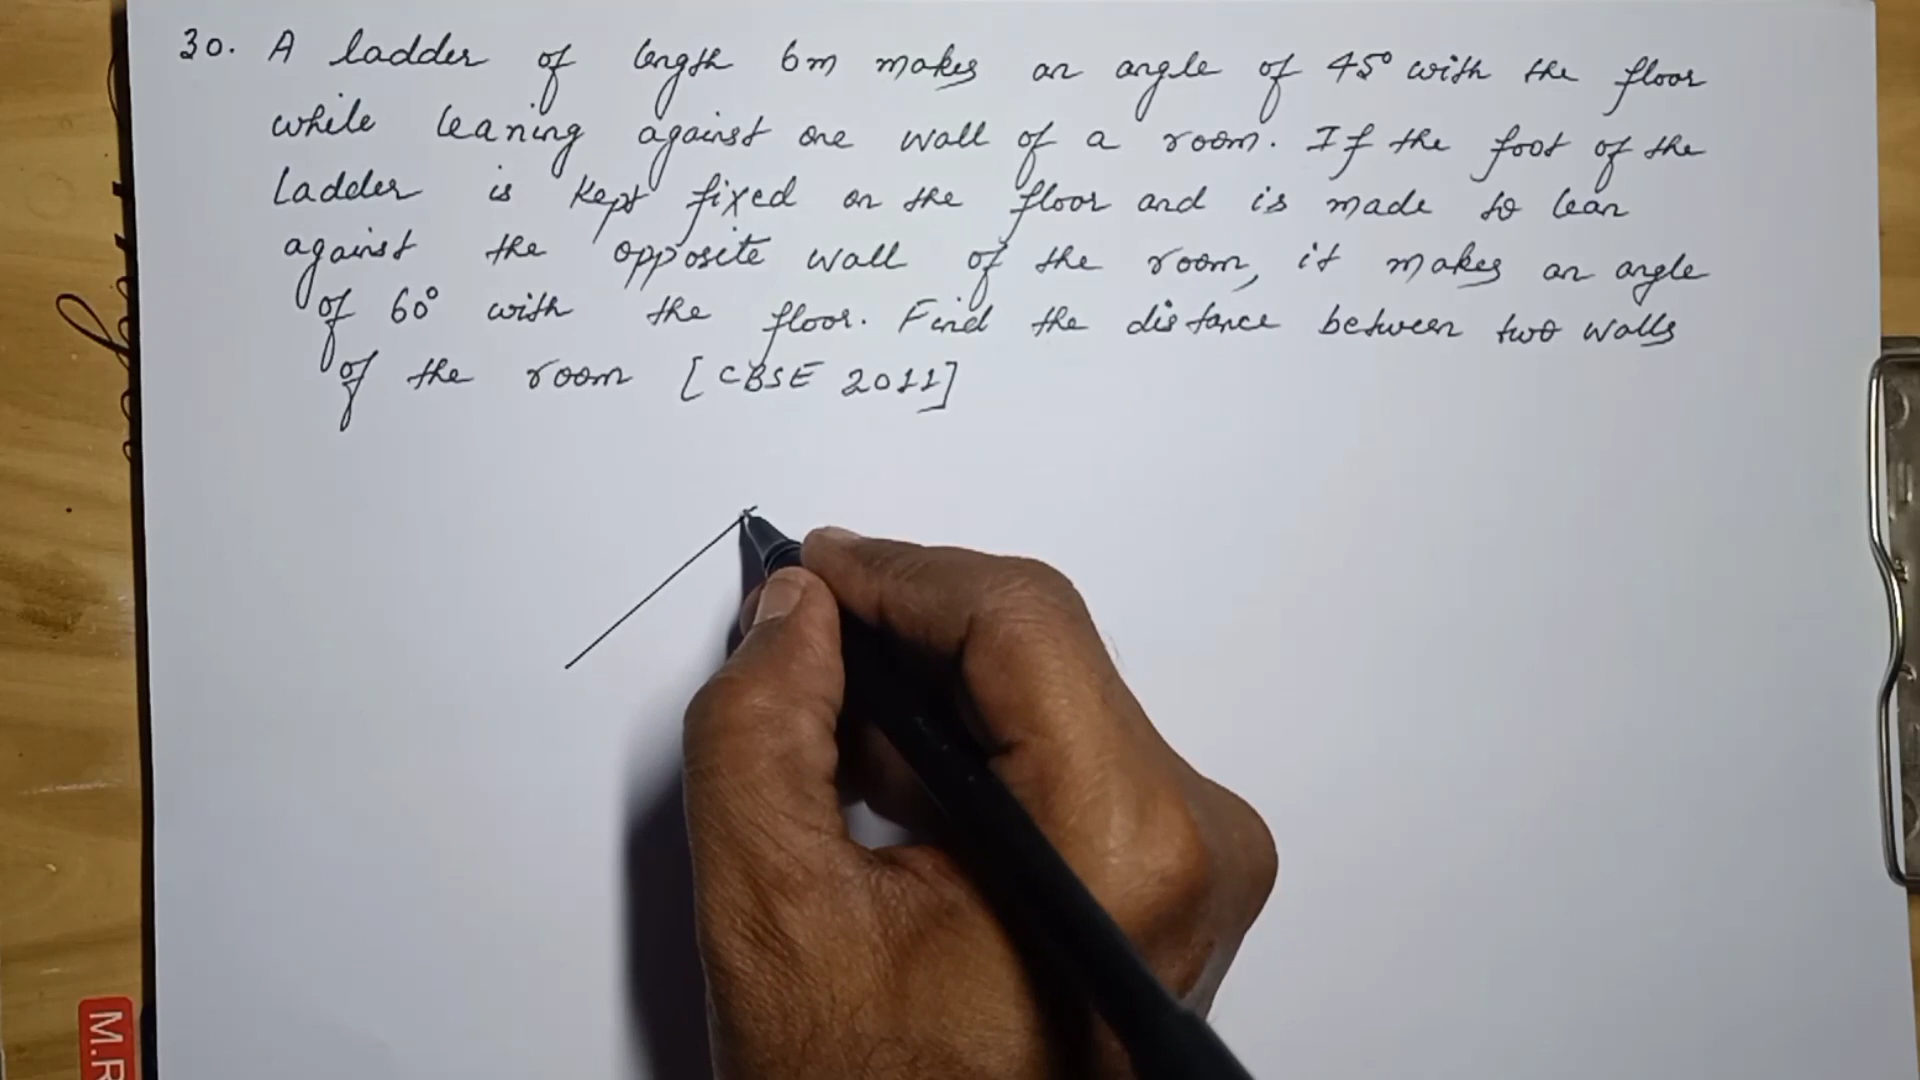 30. A ladder of length 6m makes an angle of 45° with the floor
while leaning against one wall of a room. If the foot of the
ladder is kept fixed on the floor and is made to lean
against the opposite wall of the room, it makes an angle
of 60° with the floor. Find the distance between two walls
of the room [CBSE 2011]
M.R